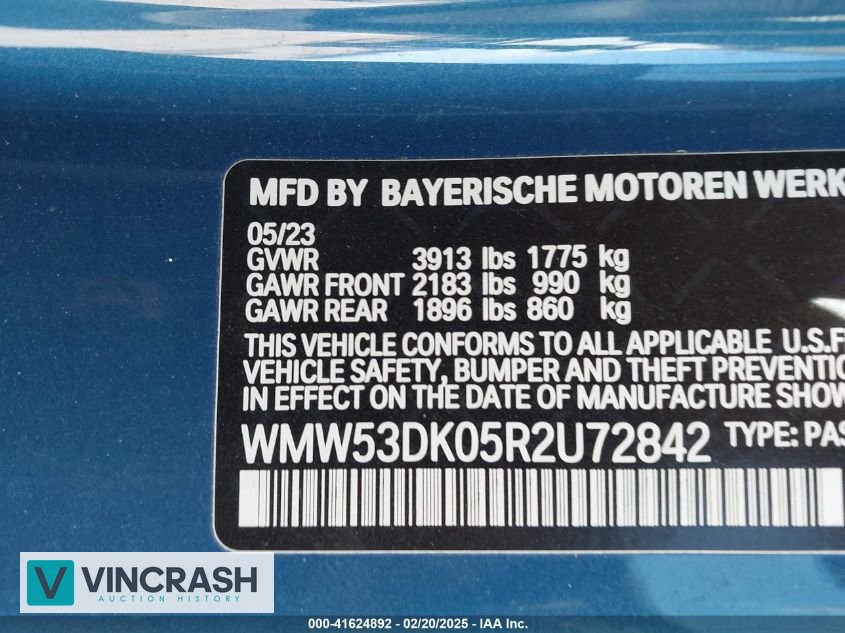 MFD BY BAYERISCHE MOTOREN WERK
05/23
GVWR 3913 lbs 1775 kg
GAWR FRONT 2183 lbs 990 kg
GAWR REAR 1896 lbs 860 kg
THIS VEHICLE CONFORMS TO ALL APPLICABLE U.S.F
VEHICLE SAFETY, BUMPER AND THEFT PREVENTIO
IN EFFECT ON THE DATE OF MANUFACTURE SHOW
WMW53DK05R2U72842 TYPE: PAS
VINCRASH
AUCTION HISTORY
000-41624892 - 02/20/2025 - IAA Inc.